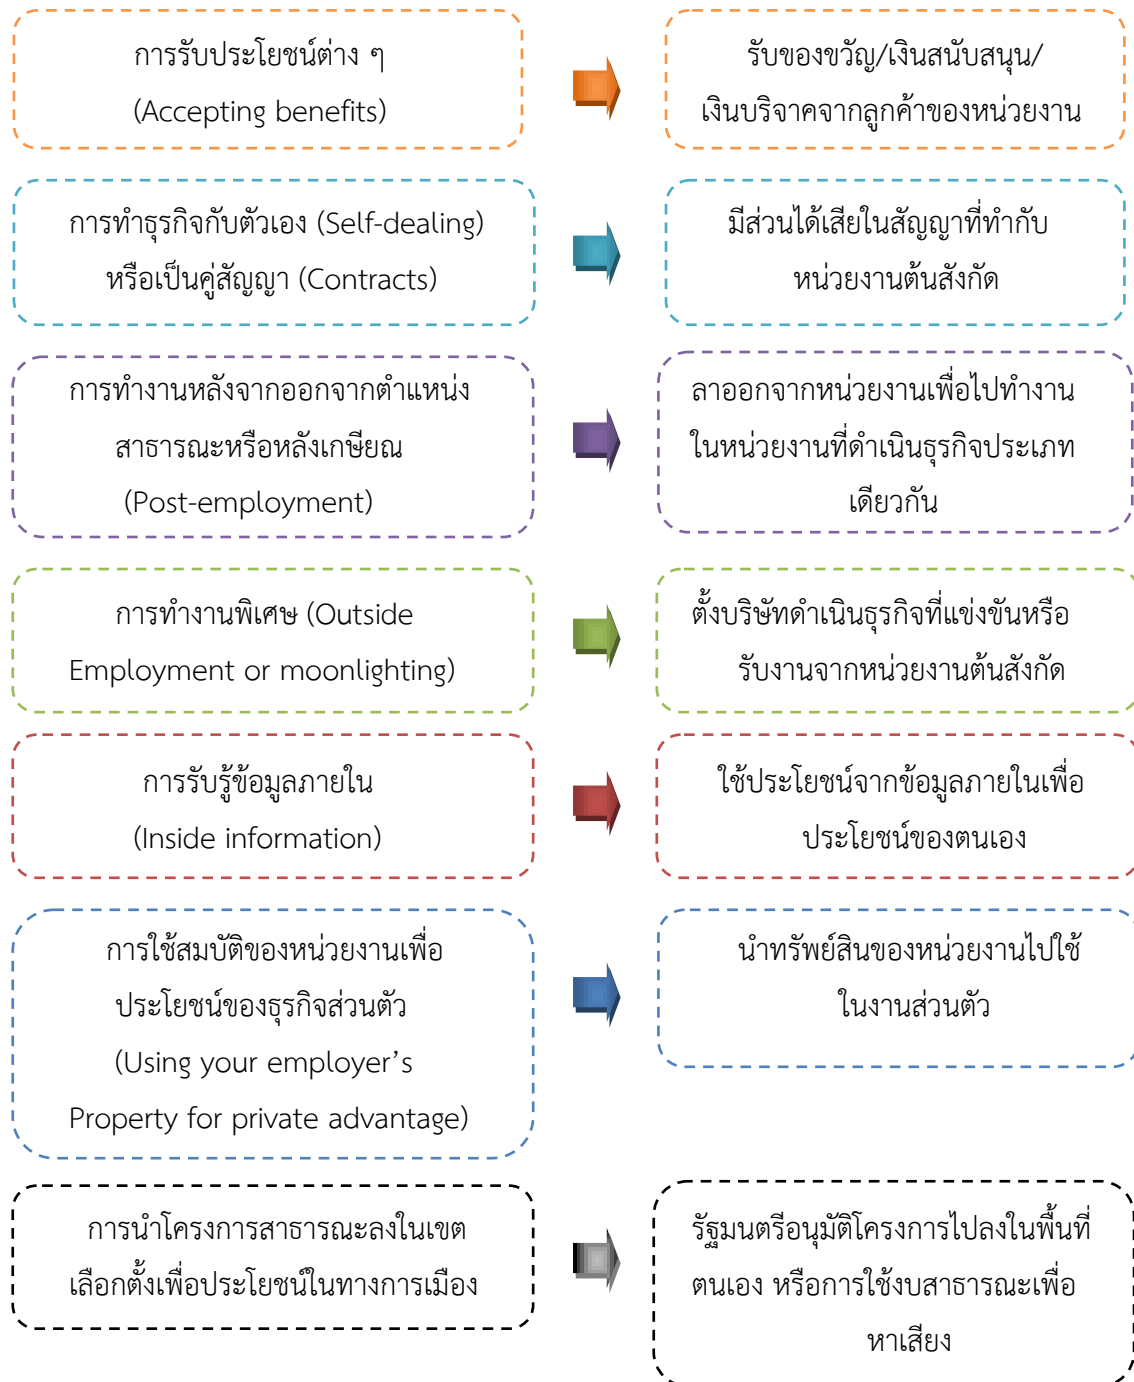 การรับประโยชน์ต่าง ๆ
(Accepting benefits)
รับของขวัญ/เงินสนับสนุน/
เงินบริจาคจากลูกค้าของหน่วยงาน
การทำธุรกิจกับตัวเอง (Self-dealing)
หรือเป็นคู่สัญญา (Contracts)
มีส่วนได้เสียในสัญญาที่ทำกับ
หน่วยงานต้นสังกัด
การทำงานหลังจากออกจากตำแหน่ง
สาธารณะหรือหลังเกษียณ
(Post-employment)
ลาออกจากหน่วยงานเพื่อไปทำงาน
ในหน่วยงานที่ดำเนินธุรกิจประเภท
เดียวกัน
การทำงานพิเศษ (Outside
Employment or moonlighting)
ตั้งบริษัทดำเนินธุรกิจที่แข่งขันหรือ
รับงานจากหน่วยงานต้นสังกัด
การรับรู้ข้อมูลภายใน
(Inside information)
ใช้ประโยชน์จากข้อมูลภายในเพื่อ
ประโยชน์ของตนเอง
การใช้สมบัติของหน่วยงานเพื่อ
ประโยชน์ของธุรกิจส่วนตัว
(Using your employer’s
Property for private advantage)
นำทรัพย์สินของหน่วยงานไปใช้
ในงานส่วนตัว
การนำโครงการสาธารณะลงในเขต
เลือกตั้งเพื่อประโยชน์ในทางการเมือง
รัฐมนตรีอนุมัติโครงการไปลงในพื้นที่
ตนเอง หรือการใช้งบสาธารณะเพื่อ
หาเสียง